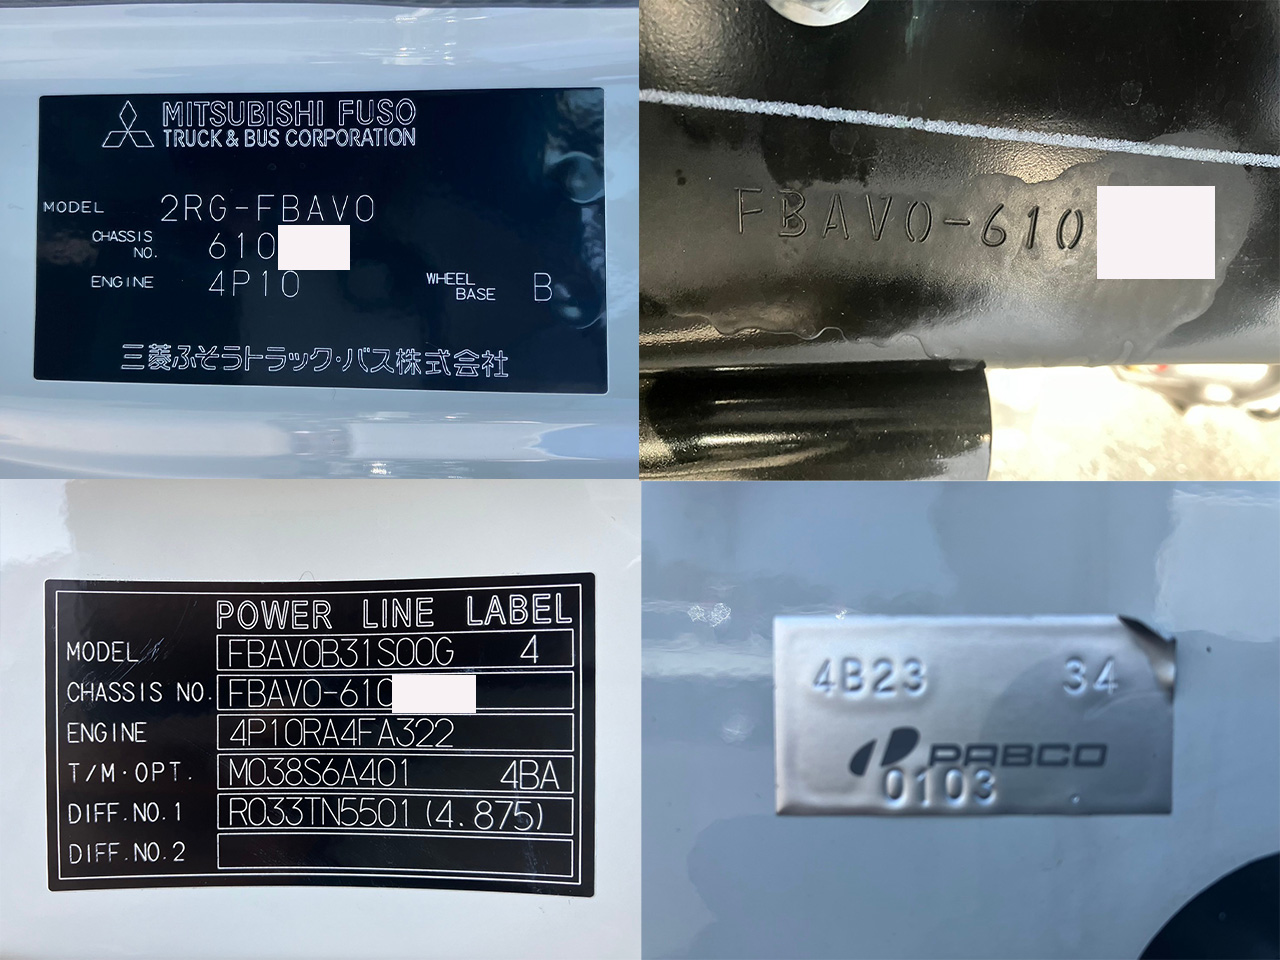 MITSUBISHI FUSO
TRUCK & BUS CORPORATION
MODEL 2RG-FBAV0
CHASSIS NO. 610
ENGINE 4P10 WHEEL BASE B
三菱ふそうトラック・バス株式会社
FBAV0-610
POWER LINE LABEL
MODEL FBAV0B31S00G 4
CHASSIS NO. FBAV0-610
ENGINE 4P10RA4FA322
T/M・OPT. M038S6A401 4BA
DIFF.NO.1 R033TN5501 (4.875)
DIFF.NO.2
4B23 34
PABCO
0103